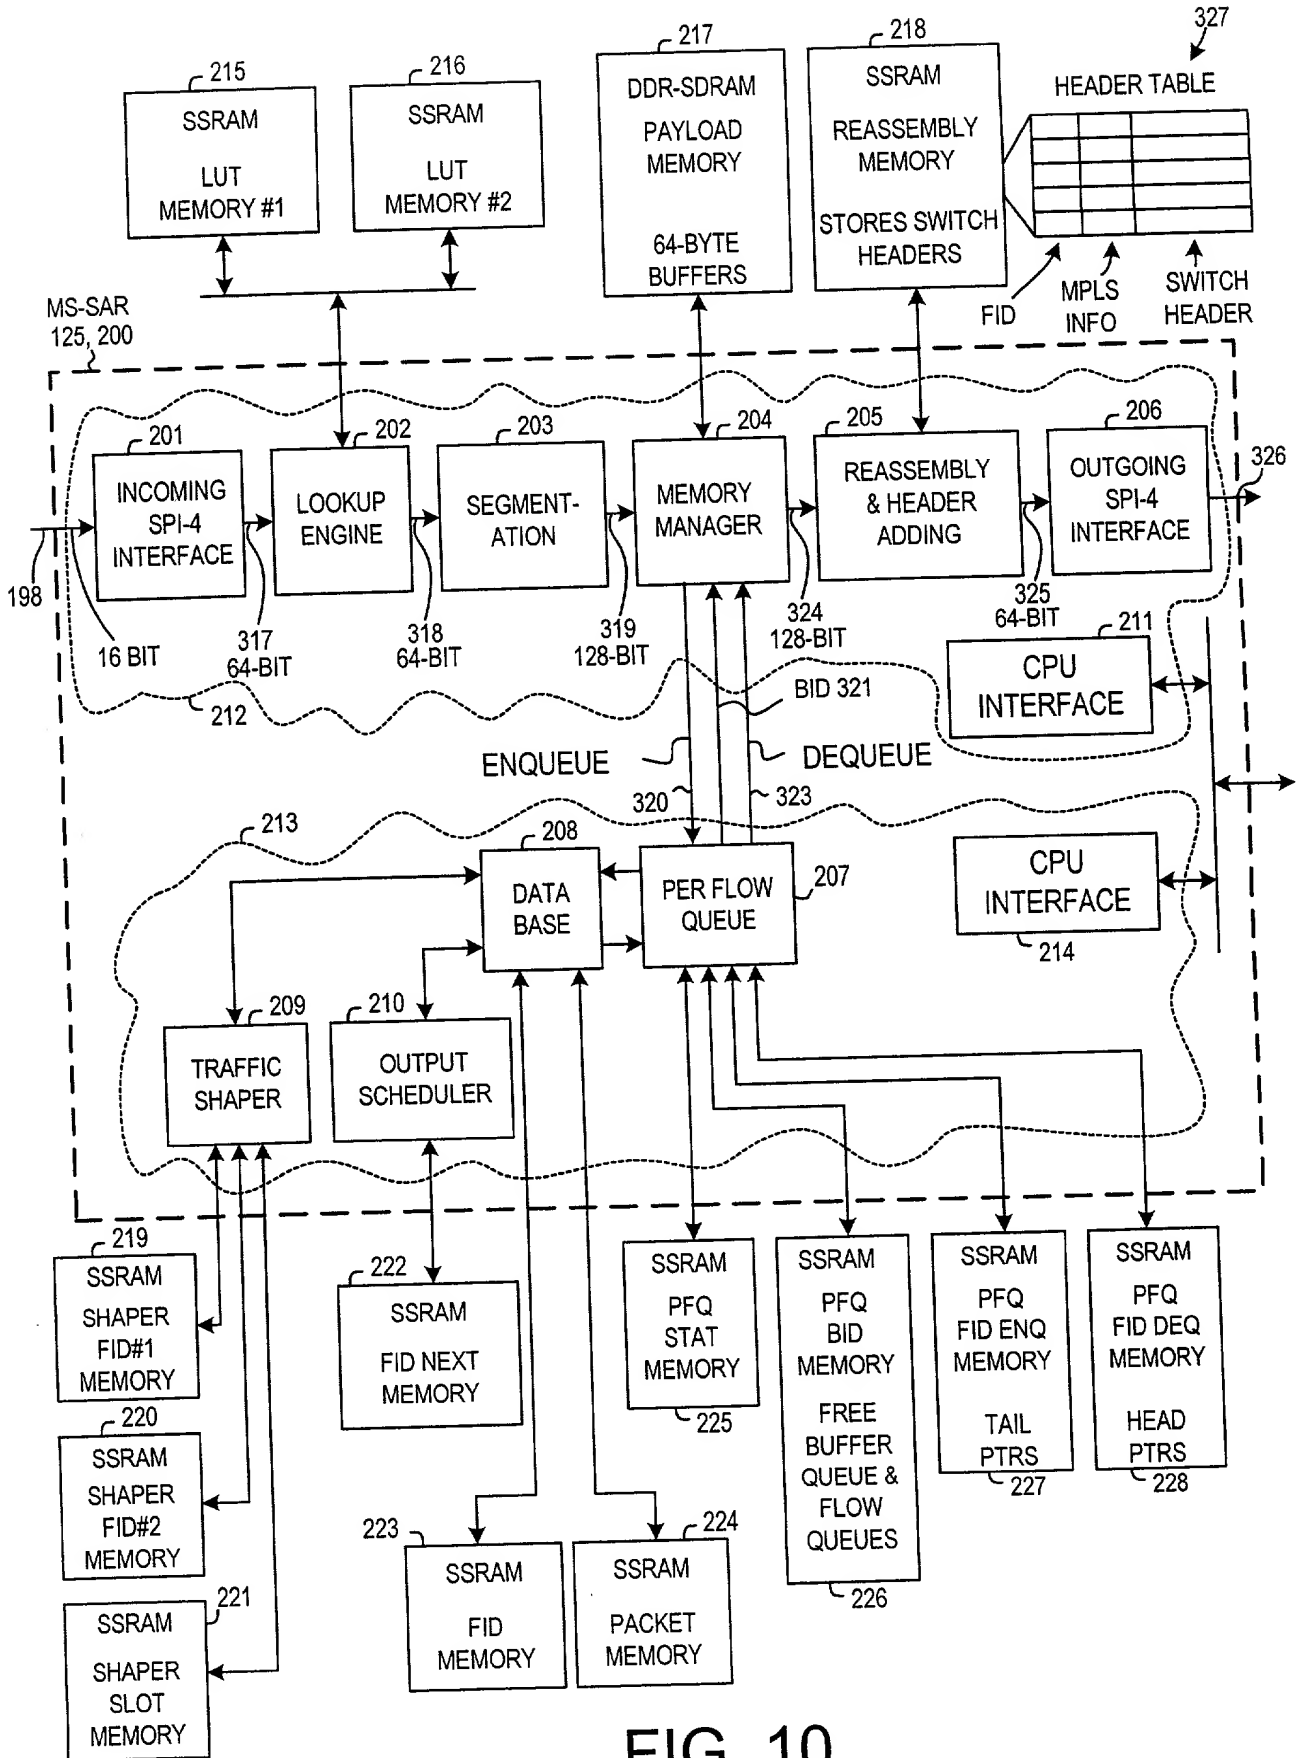 327
217
218
HEADER TABLE
215
216
SSRAM
LUT
MEMORY #1
SSRAM
LUT
MEMORY #2
DDR-SDRAM
PAYLOAD
MEMORY
64-BYTE
BUFFERS
SSRAM
REASSEMBLY
MEMORY
STORES SWITCH
HEADERS
FID
MPLS
INFO
SWITCH
HEADER
MS-SAR
125, 200
201
INCOMING
SPI-4
INTERFACE
202
LOOKUP
ENGINE
203
SEGMENT-
ATION
204
MEMORY
MANAGER
205
REASSEMBLY
& HEADER
ADDING
206
OUTGOING
SPI-4
INTERFACE
326
198
16 BIT
317
64-BIT
318
64-BIT
319
128-BIT
324
128-BIT
325
64-BIT
211
CPU
INTERFACE
212
BID 321
ENQUEUE
DEQUEUE
320
323
213
208
DATA
BASE
PER FLOW
QUEUE
207
CPU
INTERFACE
214
209
TRAFFIC
SHAPER
210
OUTPUT
SCHEDULER
219
SSRAM
SHAPER
FID#1
MEMORY
220
SSRAM
SHAPER
FID#2
MEMORY
221
SSRAM
SHAPER
SLOT
MEMORY
222
SSRAM
FID NEXT
MEMORY
223
SSRAM
FID
MEMORY
224
SSRAM
PACKET
MEMORY
SSRAM
PFQ
STAT
MEMORY
225
SSRAM
PFQ
BID
MEMORY
FREE
BUFFER
QUEUE &
FLOW
QUEUES
226
SSRAM
PFQ
FID ENQ
MEMORY
TAIL
PTRS
227
SSRAM
PFQ
FID DEQ
MEMORY
HEAD
PTRS
228
FIG. 10